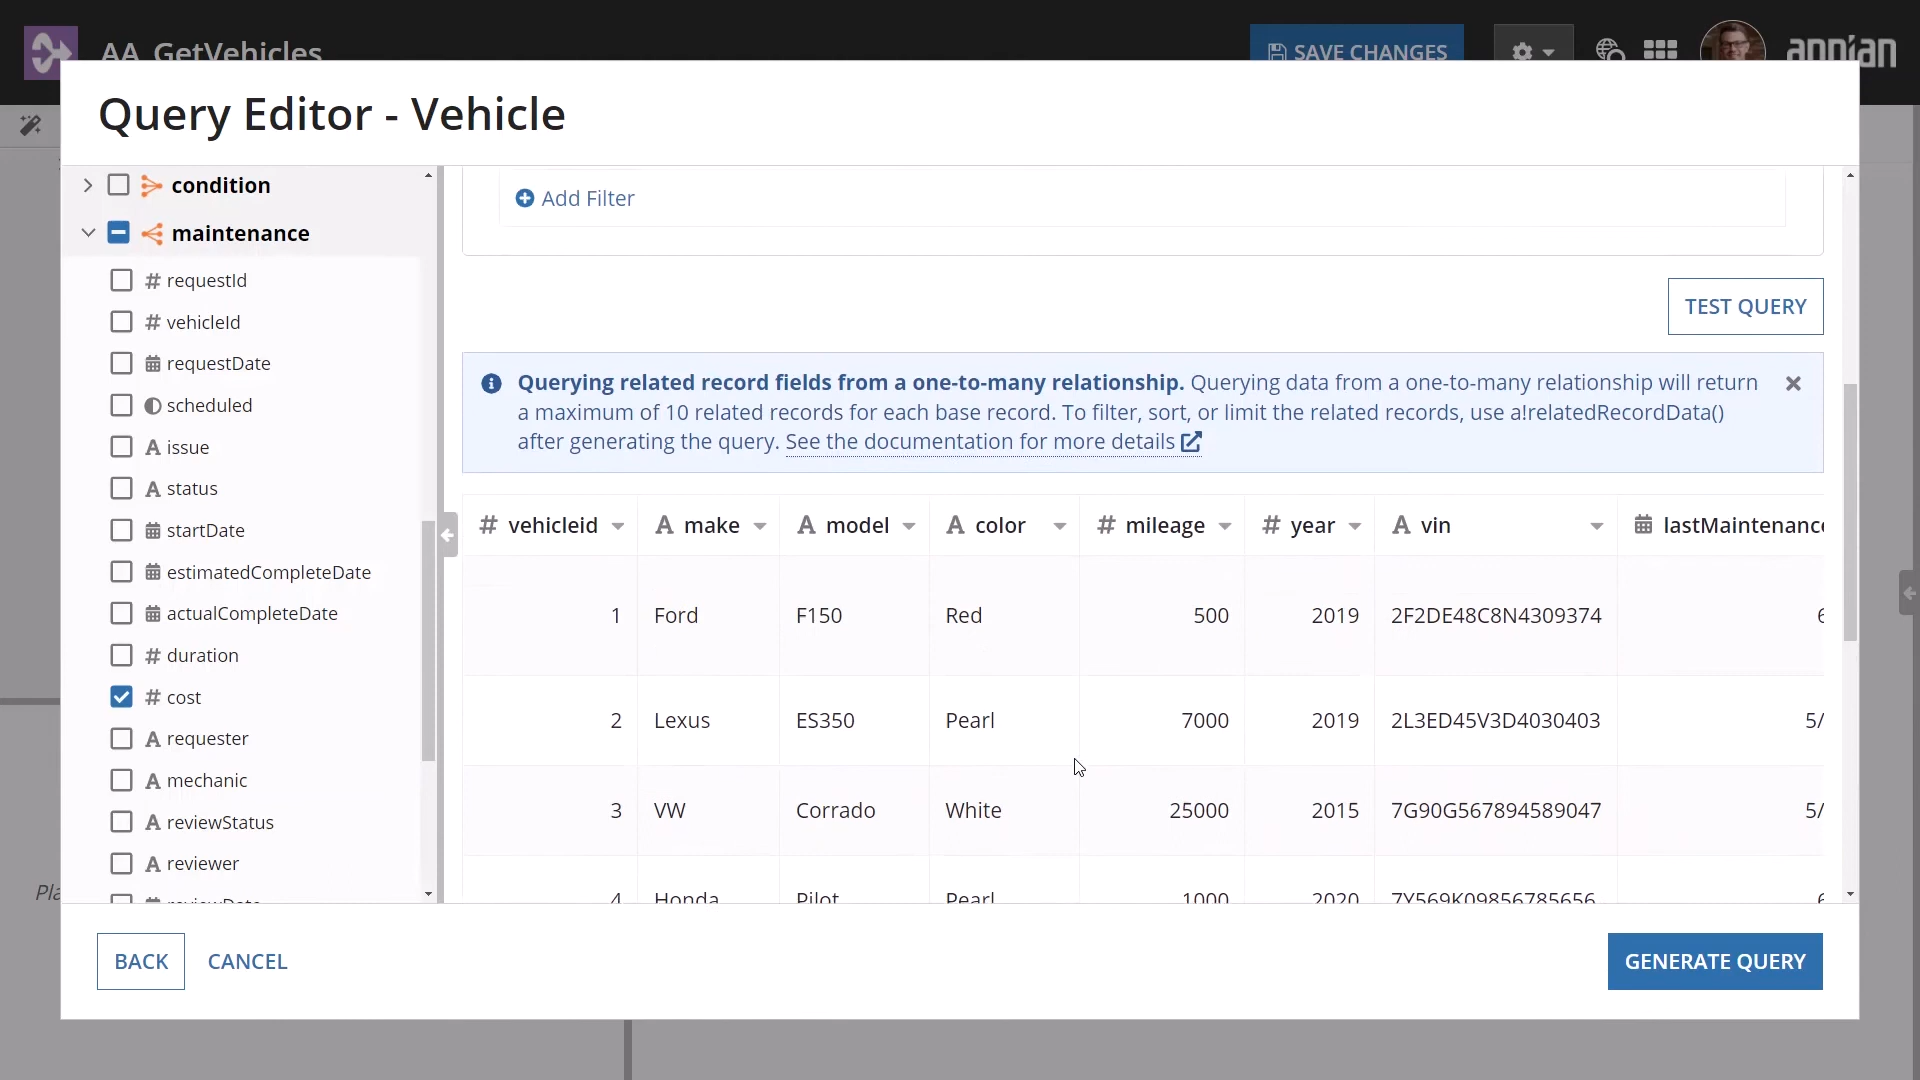 AA GetVehicles
SAVE CHANGES
appian
Query Editor - Vehicle
condition
maintenance
# requestId
# vehicleId
requestDate
scheduled
A issue
A status
startDate
estimatedCompleteDate
actualCompleteDate
# duration
# cost
A requester
A mechanic
A reviewStatus
A reviewer
reviewDate
Add Filter
TEST QUERY
Querying related record fields from a one-to-many relationship. Querying data from a one-to-many relationship will return
a maximum of 10 related records for each base record. To filter, sort, or limit the related records, use a!relatedRecordData()
after generating the query. See the documentation for more details
# vehicleid A make A model A color # mileage # year A vin lastMaintenance
1 Ford F150 Red 500 2019 2F2DE48C8N4309374 6
2 Lexus ES350 Pearl 7000 2019 2L3ED45V3D4030403 5/
3 VW Corrado White 25000 2015 7G90G567894589047 5/
4 Honda Pilot Pearl 1000 2020 7Y569K09856785656 6
Pla
BACK CANCEL GENERATE QUERY